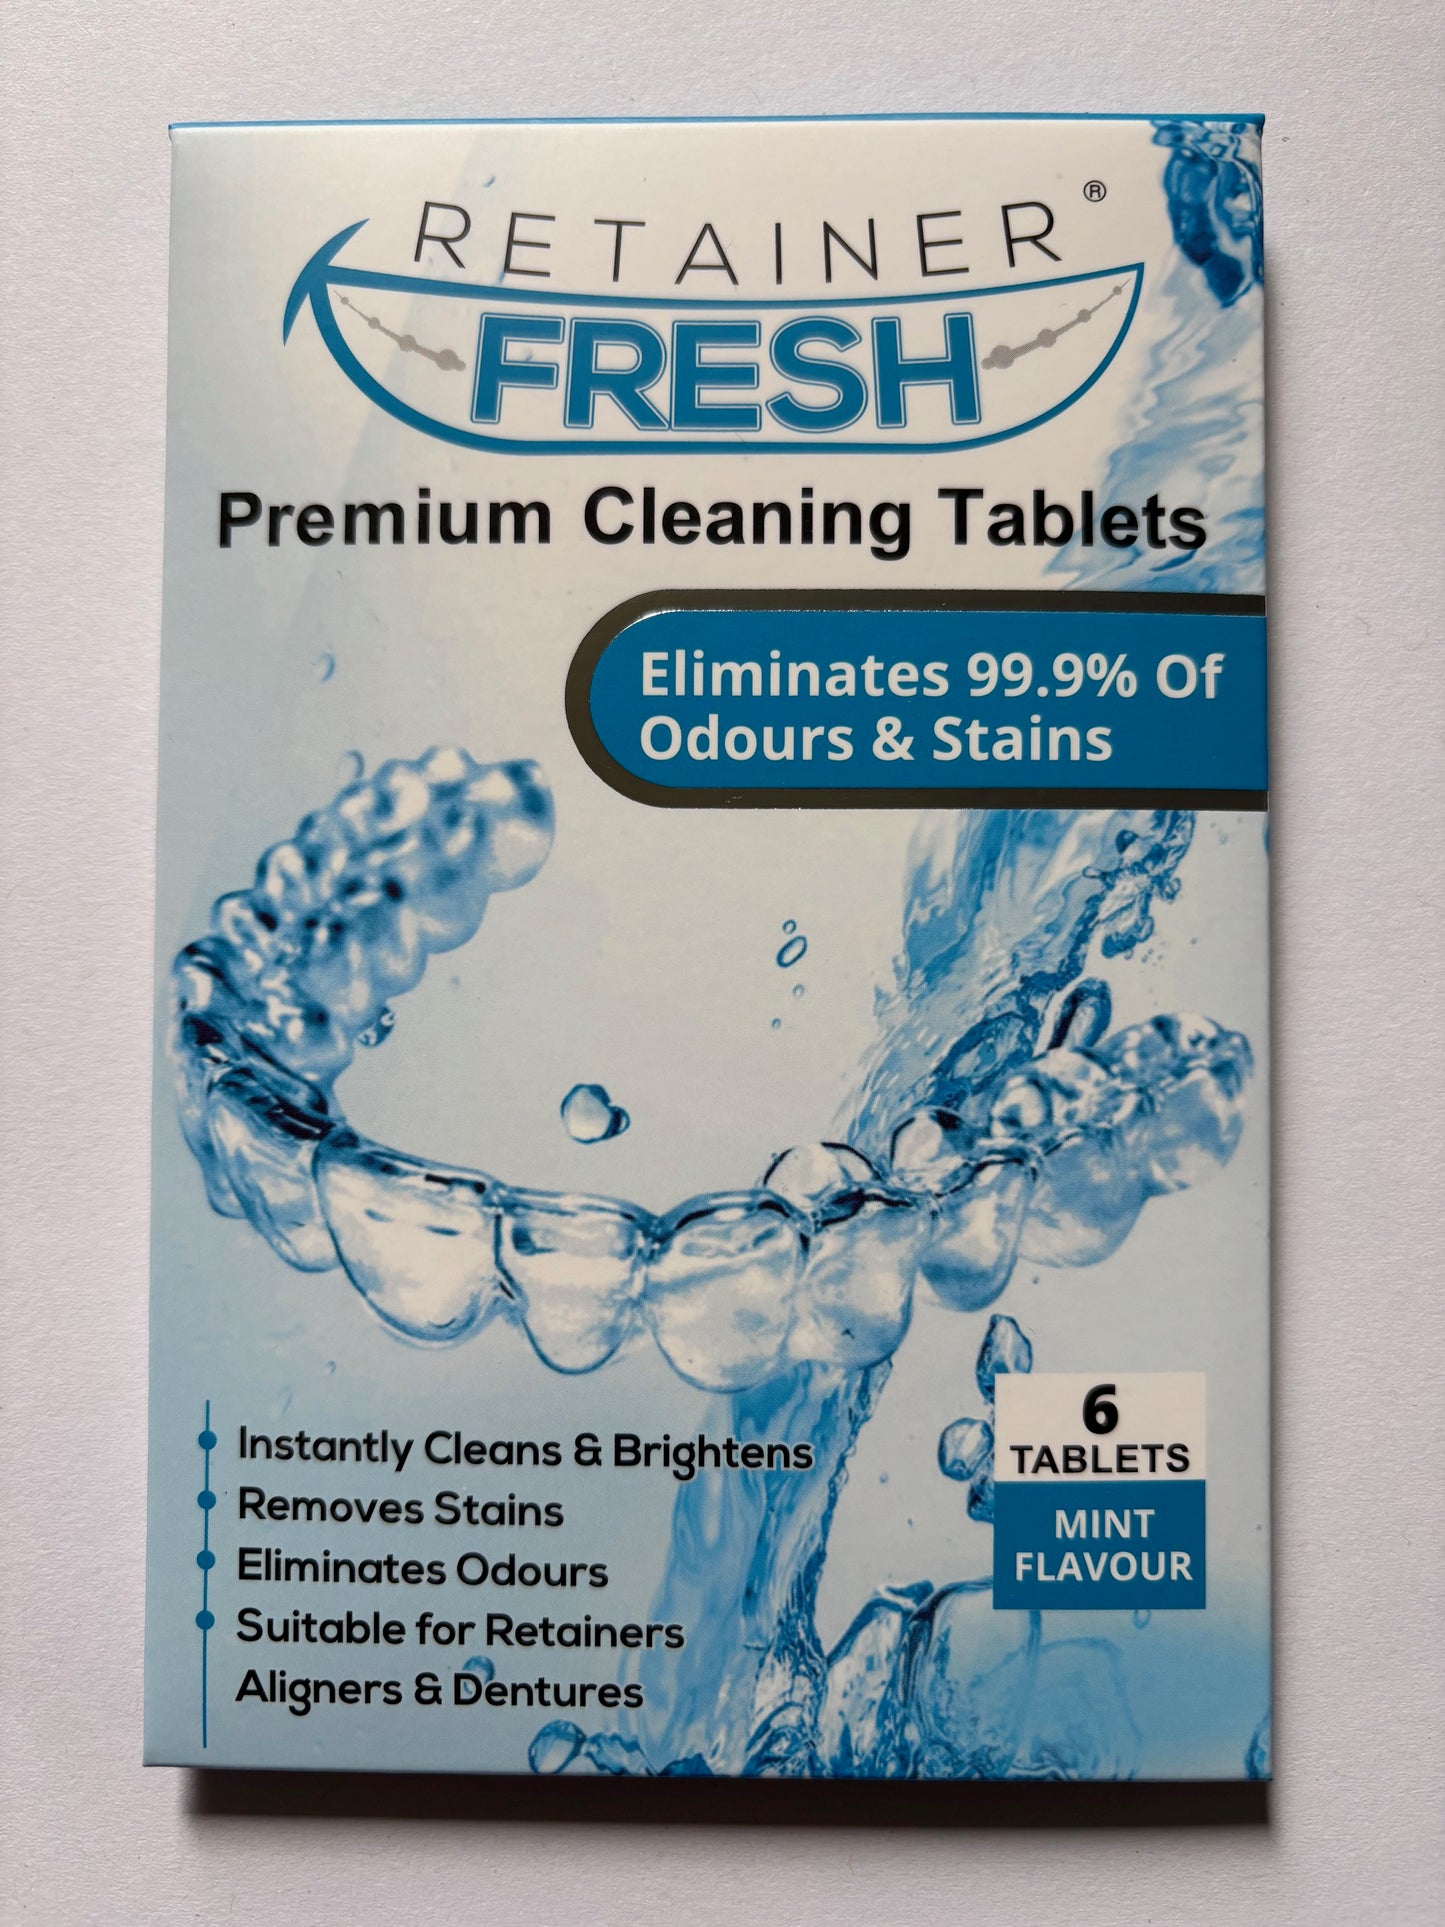 RETAINER ®
FRESH
Premium Cleaning Tablets
Eliminates 99.9% Of
Odours & Stains
Instantly Cleans & Brightens
Removes Stains
Eliminates Odours
Suitable for Retainers
Aligners & Dentures
6
TABLETS
MINT
FLAVOUR